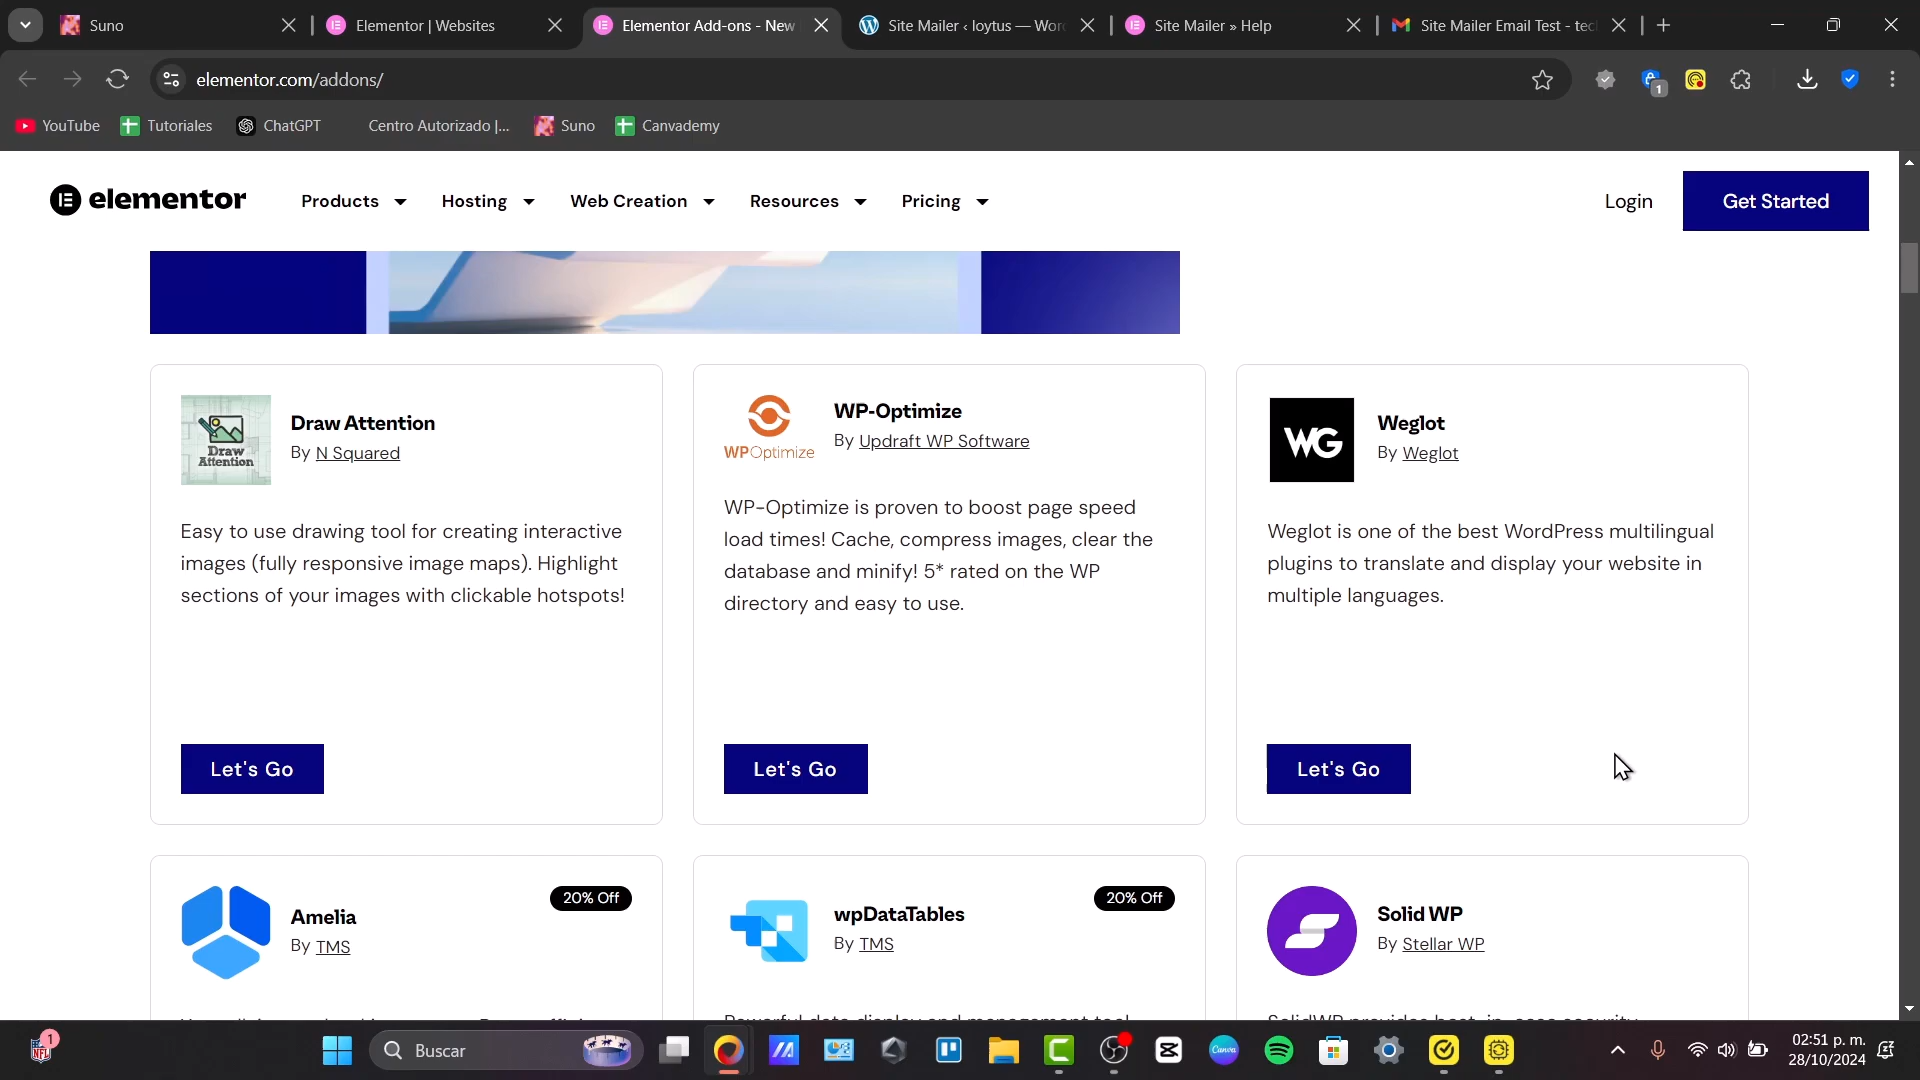 Suno
Elementor | Websites
Elementor Add-ons - New
Site Mailer ‹ loytus — Wor
Site Mailer » Help
Site Mailer Email Test - tec
elementor.com/addons/
1
YouTube
Tutoriales
ChatGPT
Centro Autorizado |...
Suno
Canvademy
elementor
Products
Hosting
Web Creation
Resources
Pricing
Login
Get Started
Draw Attention
By N Squared
Draw
Attention
Easy to use drawing tool for creating interactive
images (fully responsive image maps). Highlight
sections of your images with clickable hotspots!
Let's Go
WPOptimize
WP-Optimize
By Updraft WP Software
WP-Optimize is proven to boost page speed
load times! Cache, compress images, clear the
database and minify! 5* rated on the WP
directory and easy to use.
Let's Go
WG
Weglot
By Weglot
Weglot is one of the best WordPress multilingual
plugins to translate and display your website in
multiple languages.
Let's Go
Amelia
By TMS
20% Off
wpDataTables
By TMS
20% Off
Powerful data display and management tool
Solid WP
By Stellar WP
SolidWP provides best-in-case security
1
NFL
Buscar
Canva
02:51 p. m.
28/10/2024